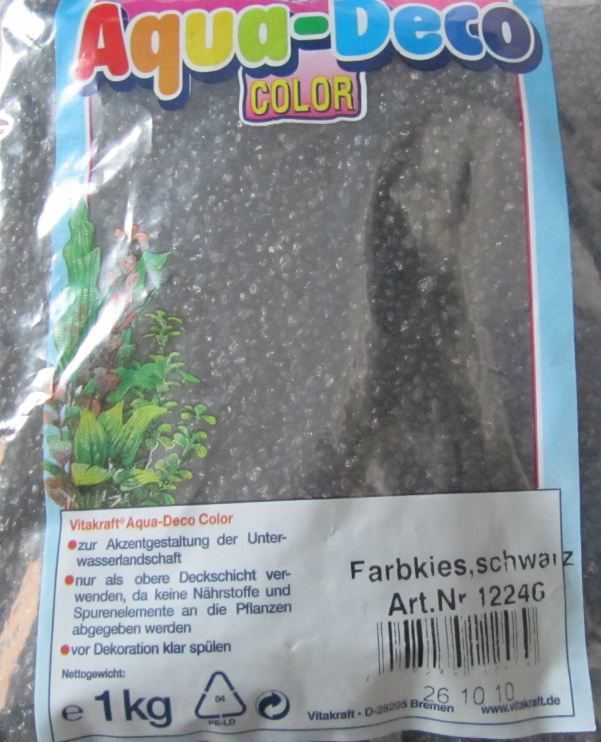 Aqua-Deco
COLOR
Vitakraft® Aqua-Deco Color
●zur Akzentgestaltung der Unter-
wasserlandschaft
●nur als obere Deckschicht ver-
wenden, da keine Nährstoffe und
Spurenelemente an die Pflanzen
abgegeben werden
●vor Dekoration klar spülen
Farbkies,schwarz
Art.Nr 12246
Nettogewicht:
e 1kg
04
PE-LD
26 10 10
Vitakraft · D-28295 Bremen www.vitakraft.de